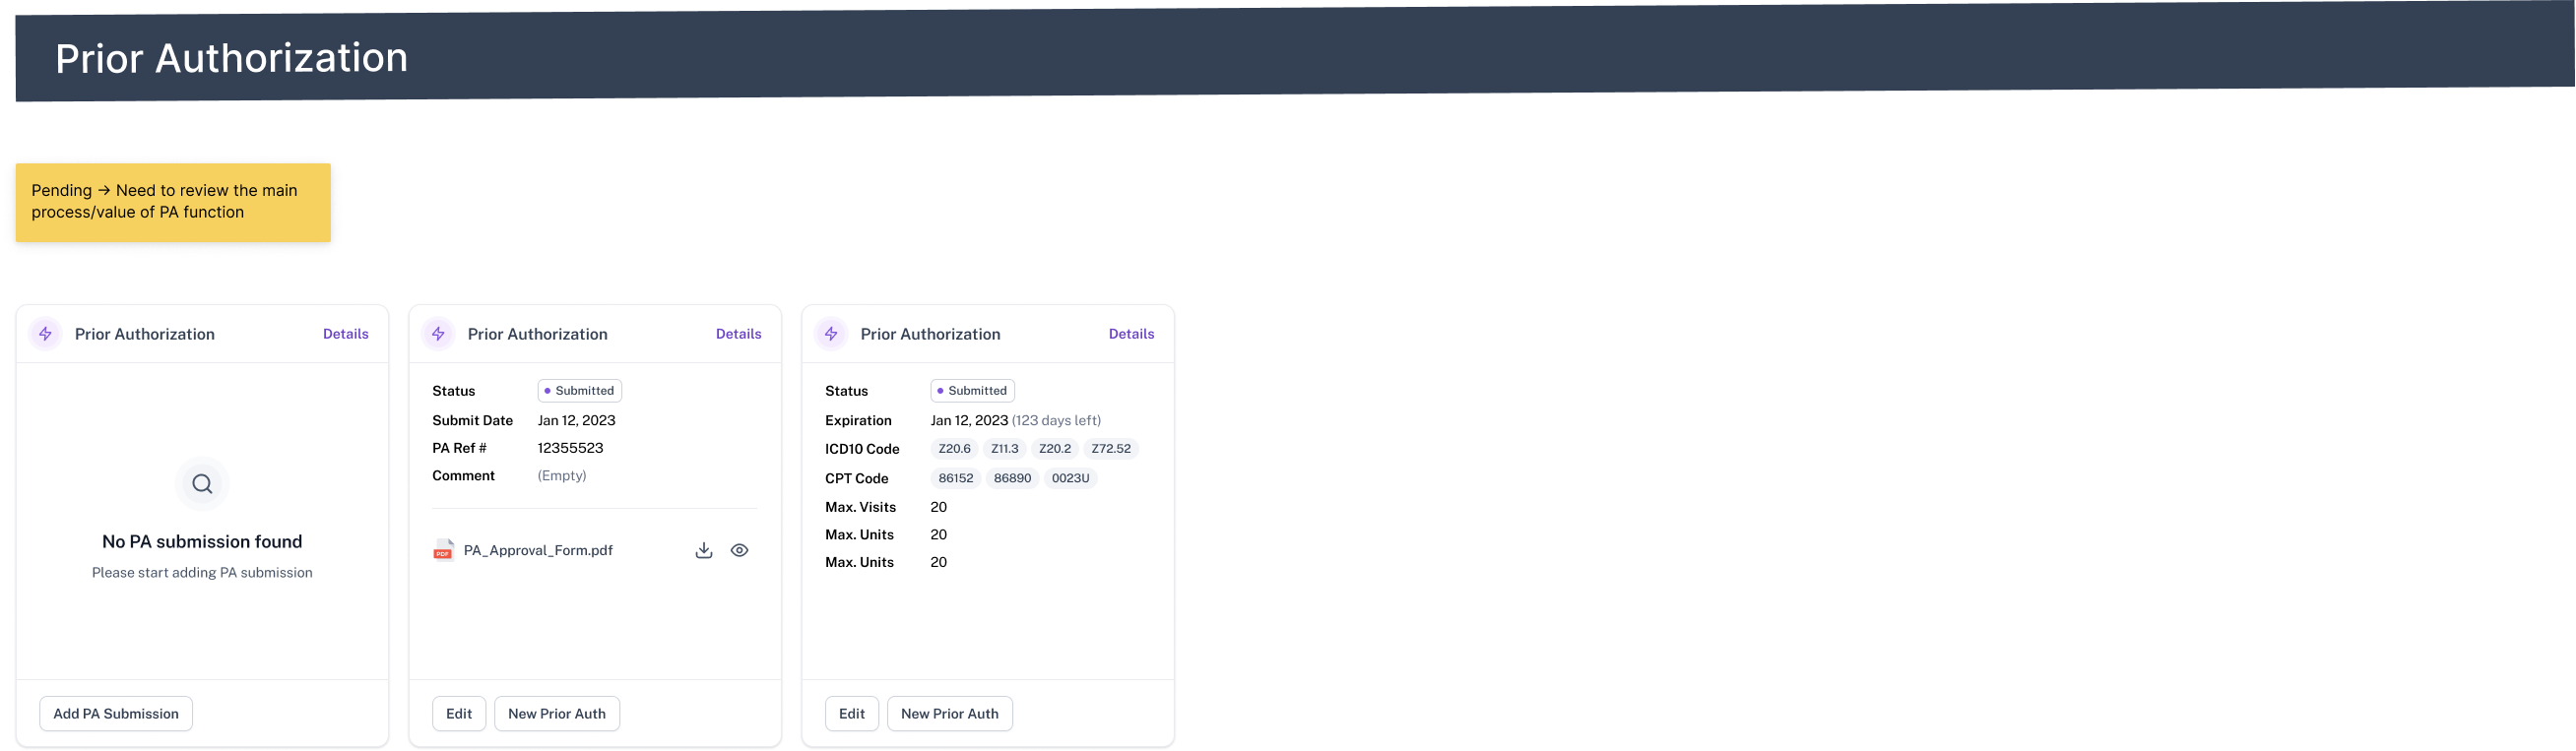 Prior Authorization
Pending → Need to review the main
process/value of PA function
Prior Authorization Details
No PA submission found
Please start adding PA submission
Add PA Submission
Prior Authorization Details
Status Submitted
Submit Date Jan 12, 2023
PA Ref # 12355523
Comment (Empty)
PDF PA_Approval_Form.pdf
Edit New Prior Auth
Prior Authorization Details
Status Submitted
Expiration Jan 12, 2023 (123 days left)
ICD10 Code Z20.6 Z11.3 Z20.2 Z72.52
CPT Code 86152 86890 0023U
Max. Visits 20
Max. Units 20
Max. Units 20
Edit New Prior Auth